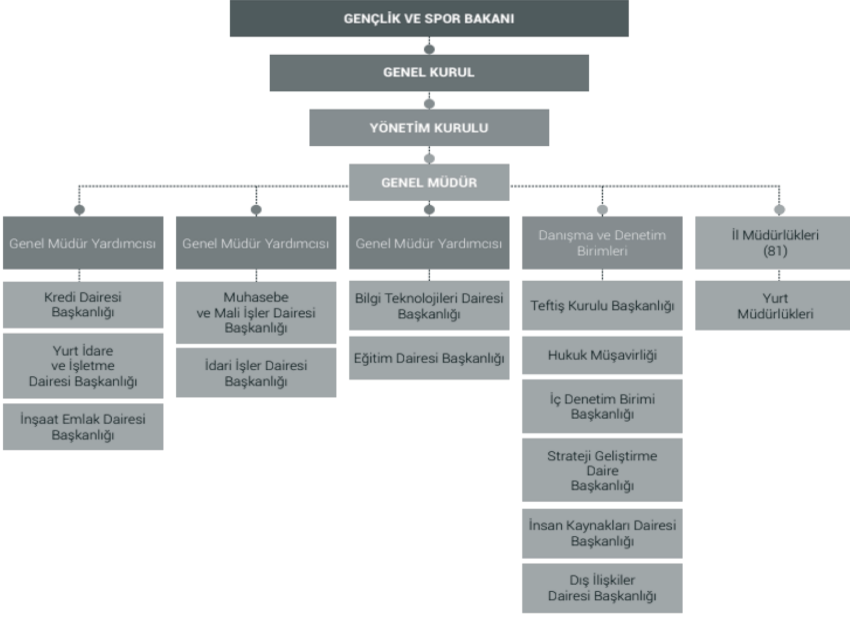 GENÇLİK VE SPOR BAKANI
GENEL KURUL
YÖNETİM KURULU
GENEL MÜDÜR
Genel Müdür Yardımcısı
Kredi Dairesi
Başkanlığı
Yurt İdare
ve İşletme
Dairesi Başkanlığı
İnşaat Emlak Dairesi
Başkanlığı
Genel Müdür Yardımcısı
Muhasebe
ve Mali İşler Dairesi
Başkanlığı
İdari İşler Dairesi
Başkanlığı
Genel Müdür Yardımcısı
Bilgi Teknolojileri Dairesi
Başkanlığı
Eğitim Dairesi Başkanlığı
Danışma ve Denetim
Birimleri
Teftiş Kurulu Başkanlığı
Hukuk Müşavirliği
İç Denetim Birimi
Başkanlığı
Strateji Geliştirme
Daire
Başkanlığı
İnsan Kaynakları Dairesi
Başkanlığı
Dış İlişkiler
Dairesi Başkanlığı
İl Müdürlükleri
(81)
Yurt
Müdürlükleri